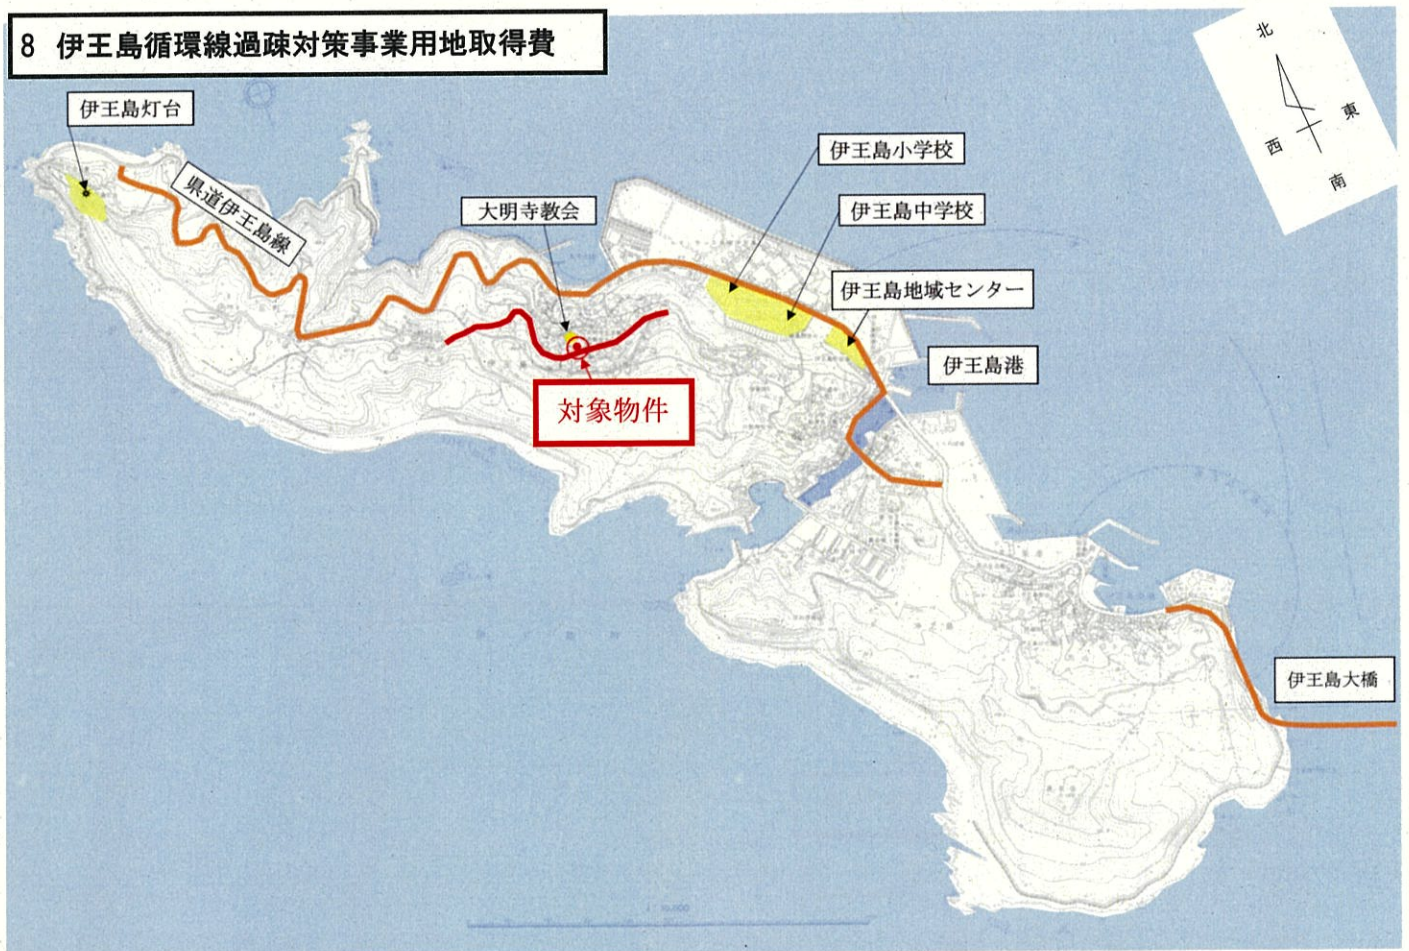 8 伊王島循環線過疎対策事業用地取得費
北
東
西
南
伊王島灯台
県道伊王島線
大明寺教会
伊王島小学校
伊王島中学校
伊王島地域センター
伊王島港
対象物件
伊王島大橋